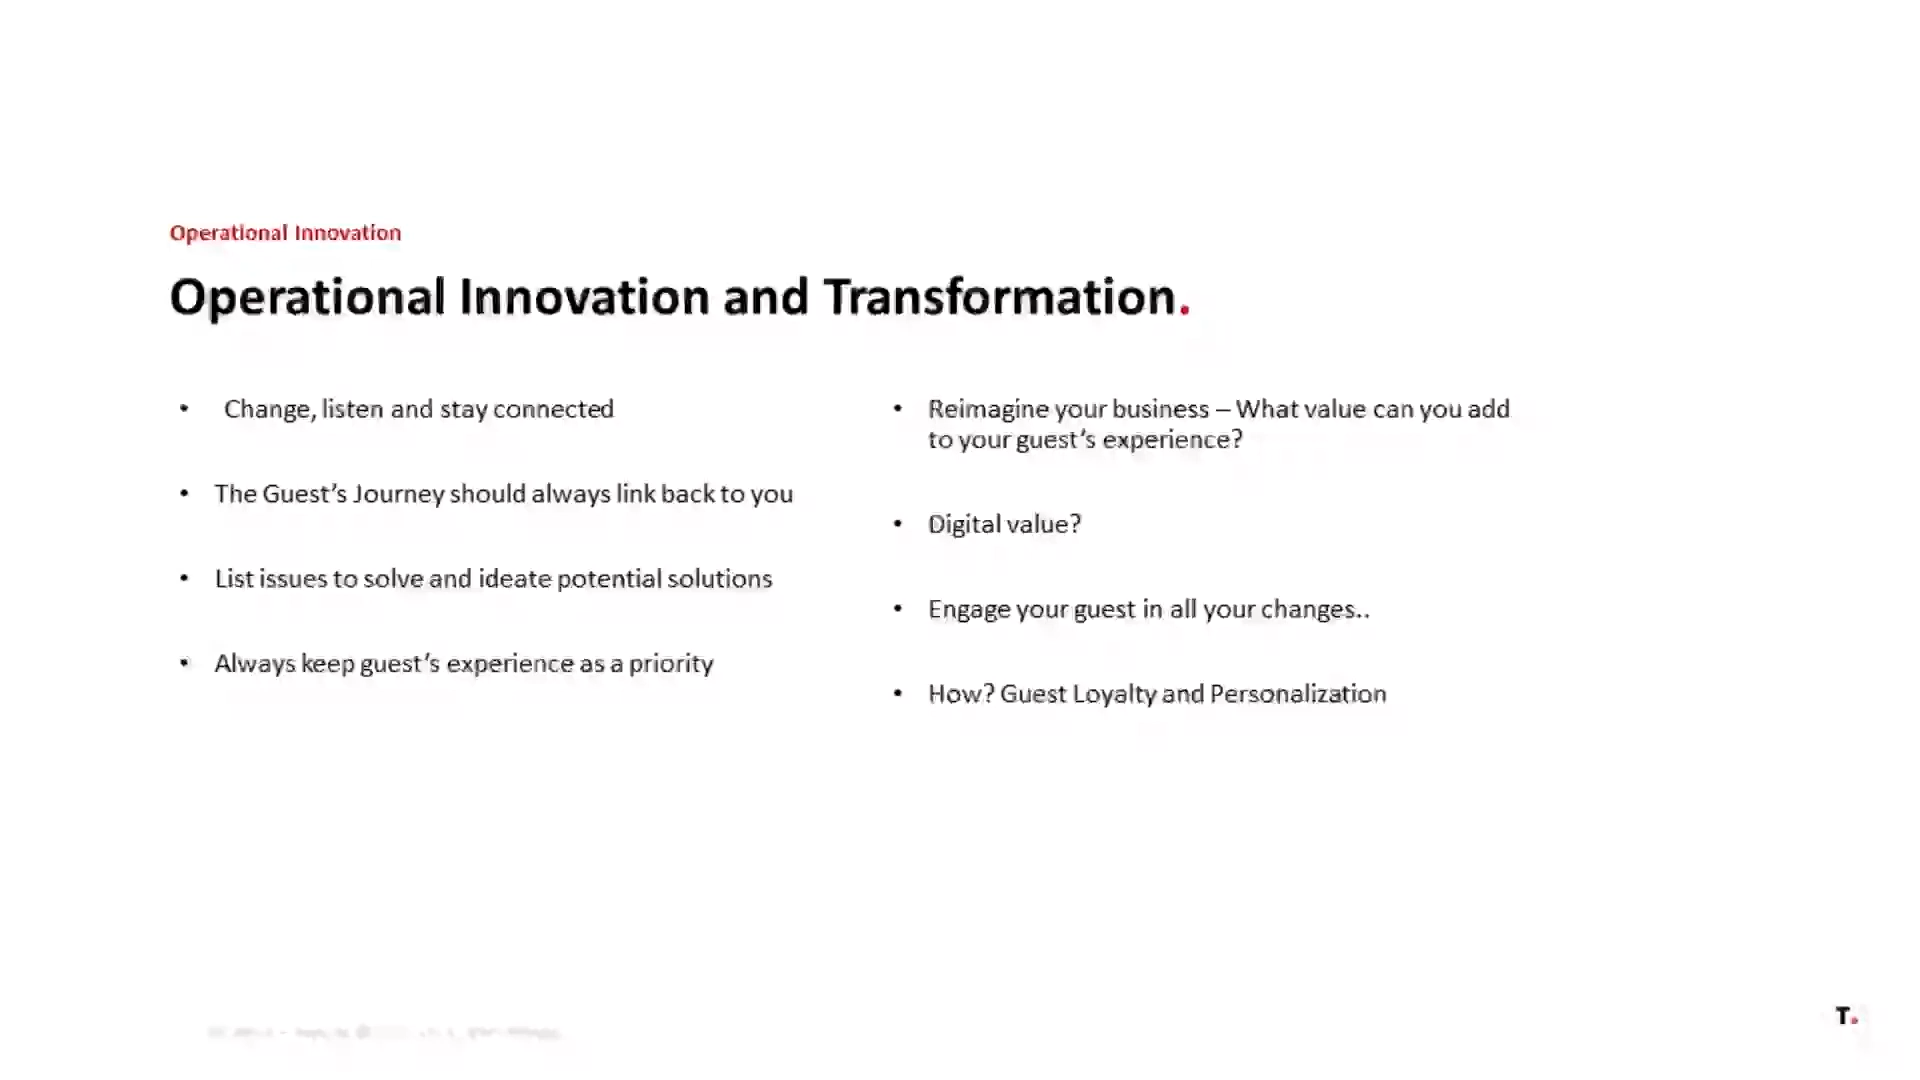 Operational Innovation
Operational Innovation and Transformation.
• Change, listen and stay connected
• The Guest’s Journey should always link back to you
• List issues to solve and ideate potential solutions
• Always keep guest’s experience as a priority
• Reimagine your business – What value can you add
to your guest’s experience?
• Digital value?
• Engage your guest in all your changes..
• How? Guest Loyalty and Personalization
T.